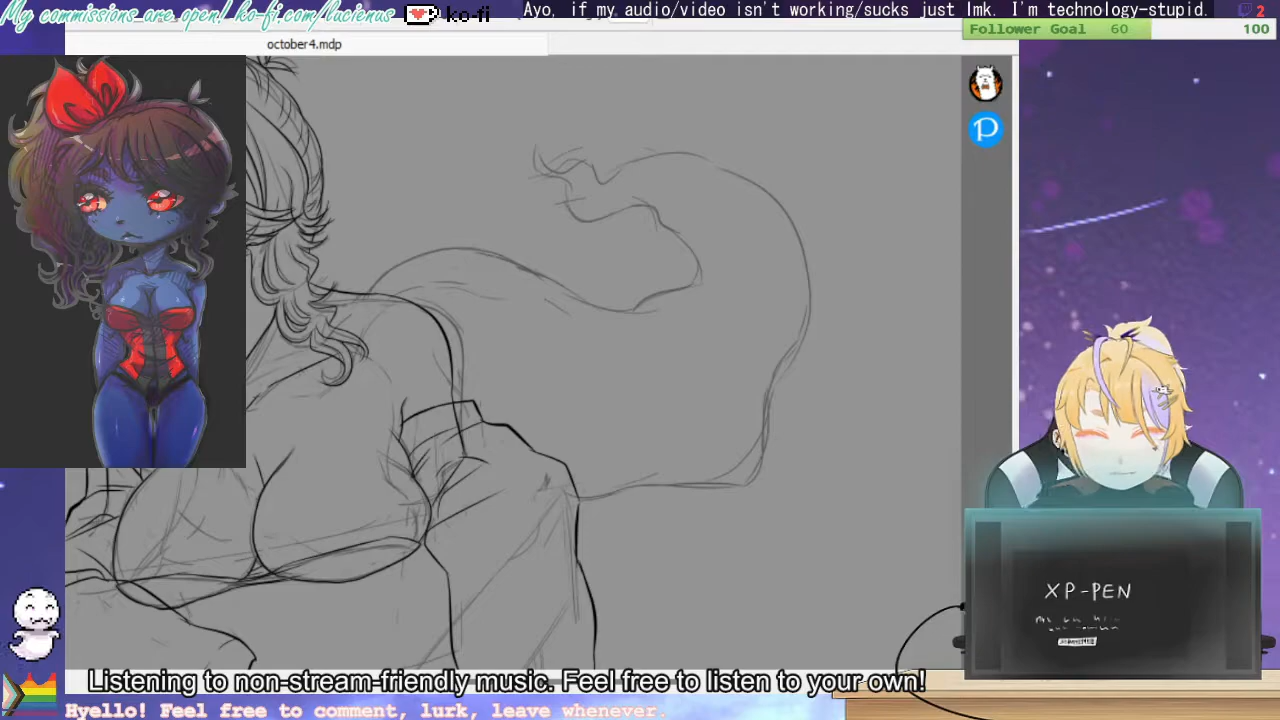 My commissions are open! ko-fi.com/lucienus
ko-fi
Ayo, if my audio/video isn't working/sucks just lmk. I'm technology-stupid.
2
Follower Goal 60 100
october4.mdp
P
XP-PEN
Listening to non-stream-friendly music. Feel free to listen to your own!
Hyello! Feel free to comment, lurk, leave whenever.